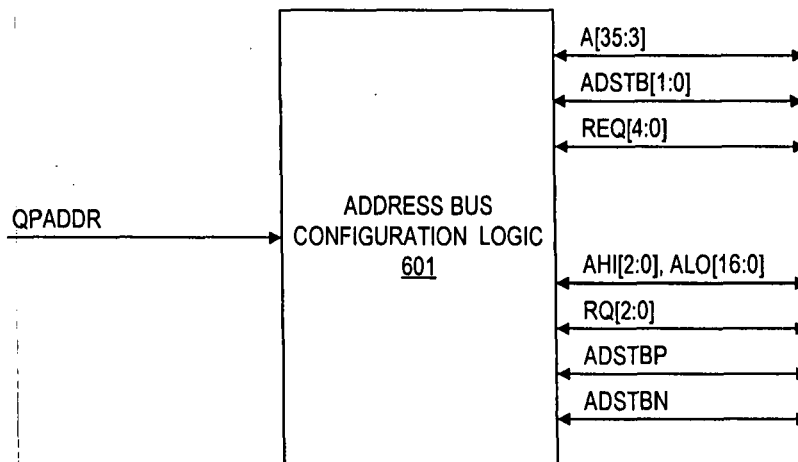 A[35:3]
ADSTB[1:0]
REQ[4:0]
QPADDR
ADDRESS BUS
CONFIGURATION LOGIC
601
AHI[2:0], ALO[16:0]
RQ[2:0]
ADSTBP
ADSTBN